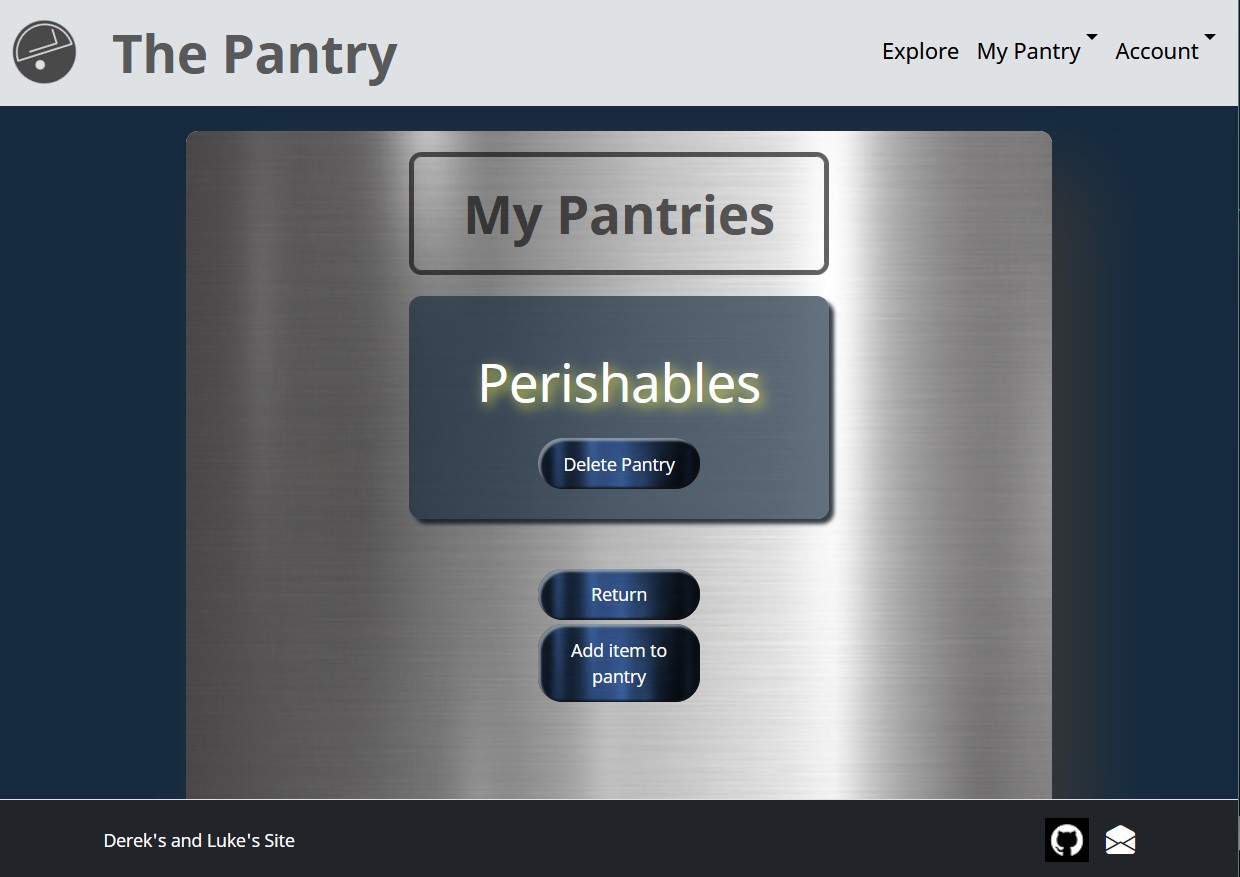 The Pantry
Explore My Pantry Account
My Pantries
Perishables
Delete Pantry
Return
Add item to
pantry
Derek's and Luke's Site